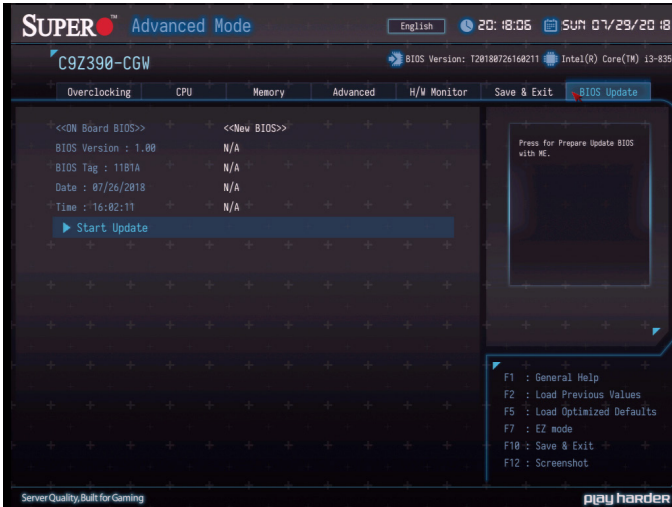 SUPER™ Advanced Mode
English
20:18:06
SUN 07/29/2018
C9Z390-CGW
BIOS Version: T20180726160211
Intel(R) Core(TM) i3-835
Overclocking CPU Memory Advanced H/W Monitor Save & Exit BIOS Update
<<ON Board BIOS>> <<New BIOS>>
BIOS Version : 1.00 N/A
BIOS Tag : 11B1A N/A
Date : 07/26/2018 N/A
Time : 16:02:11 N/A
Start Update
Press for Prepare Update BIOS
with ME.
F1 : General Help
F2 : Load Previous Values
F5 : Load Optimized Defaults
F7 : EZ mode
F10 : Save & Exit
F12 : Screenshot
Server Quality, Built for Gaming
play harder